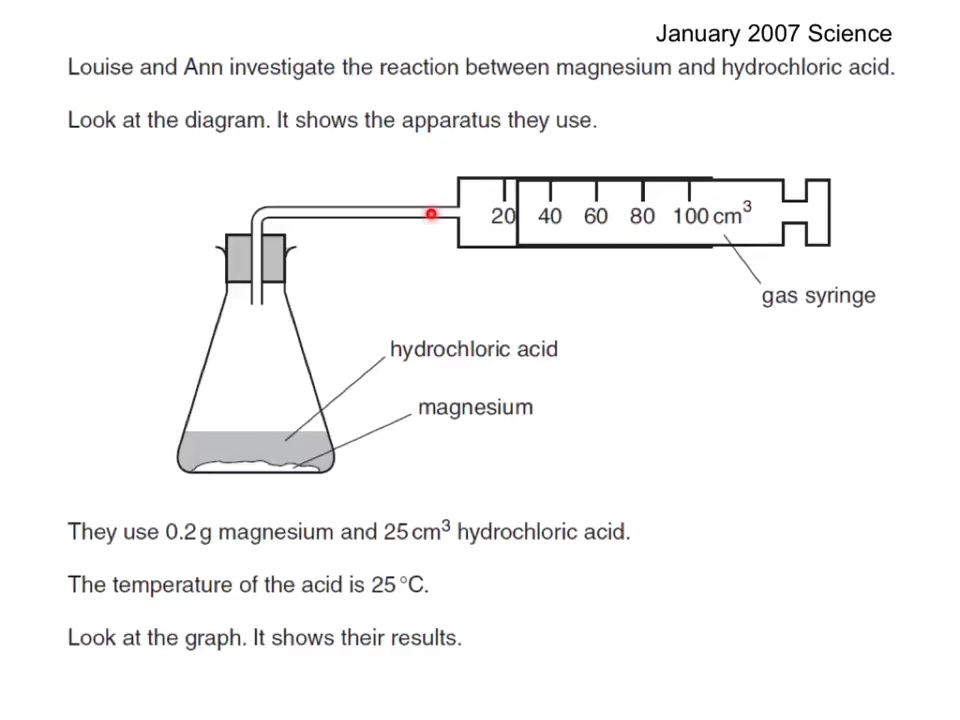 January 2007 Science
Louise and Ann investigate the reaction between magnesium and hydrochloric acid.
Look at the diagram. It shows the apparatus they use.
20 40 60 80 100 cm³
gas syringe
hydrochloric acid
magnesium
They use 0.2 g magnesium and 25 cm³ hydrochloric acid.
The temperature of the acid is 25 °C.
Look at the graph. It shows their results.